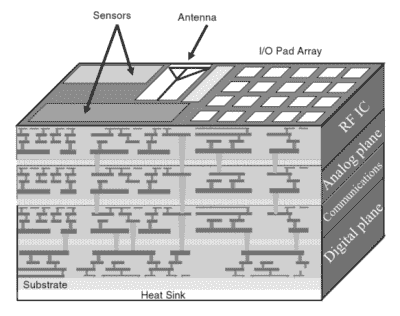 Sensors
Antenna
I/O Pad Array
RF IC
Analog plane
Communications
Digital plane
Substrate
Heat Sink